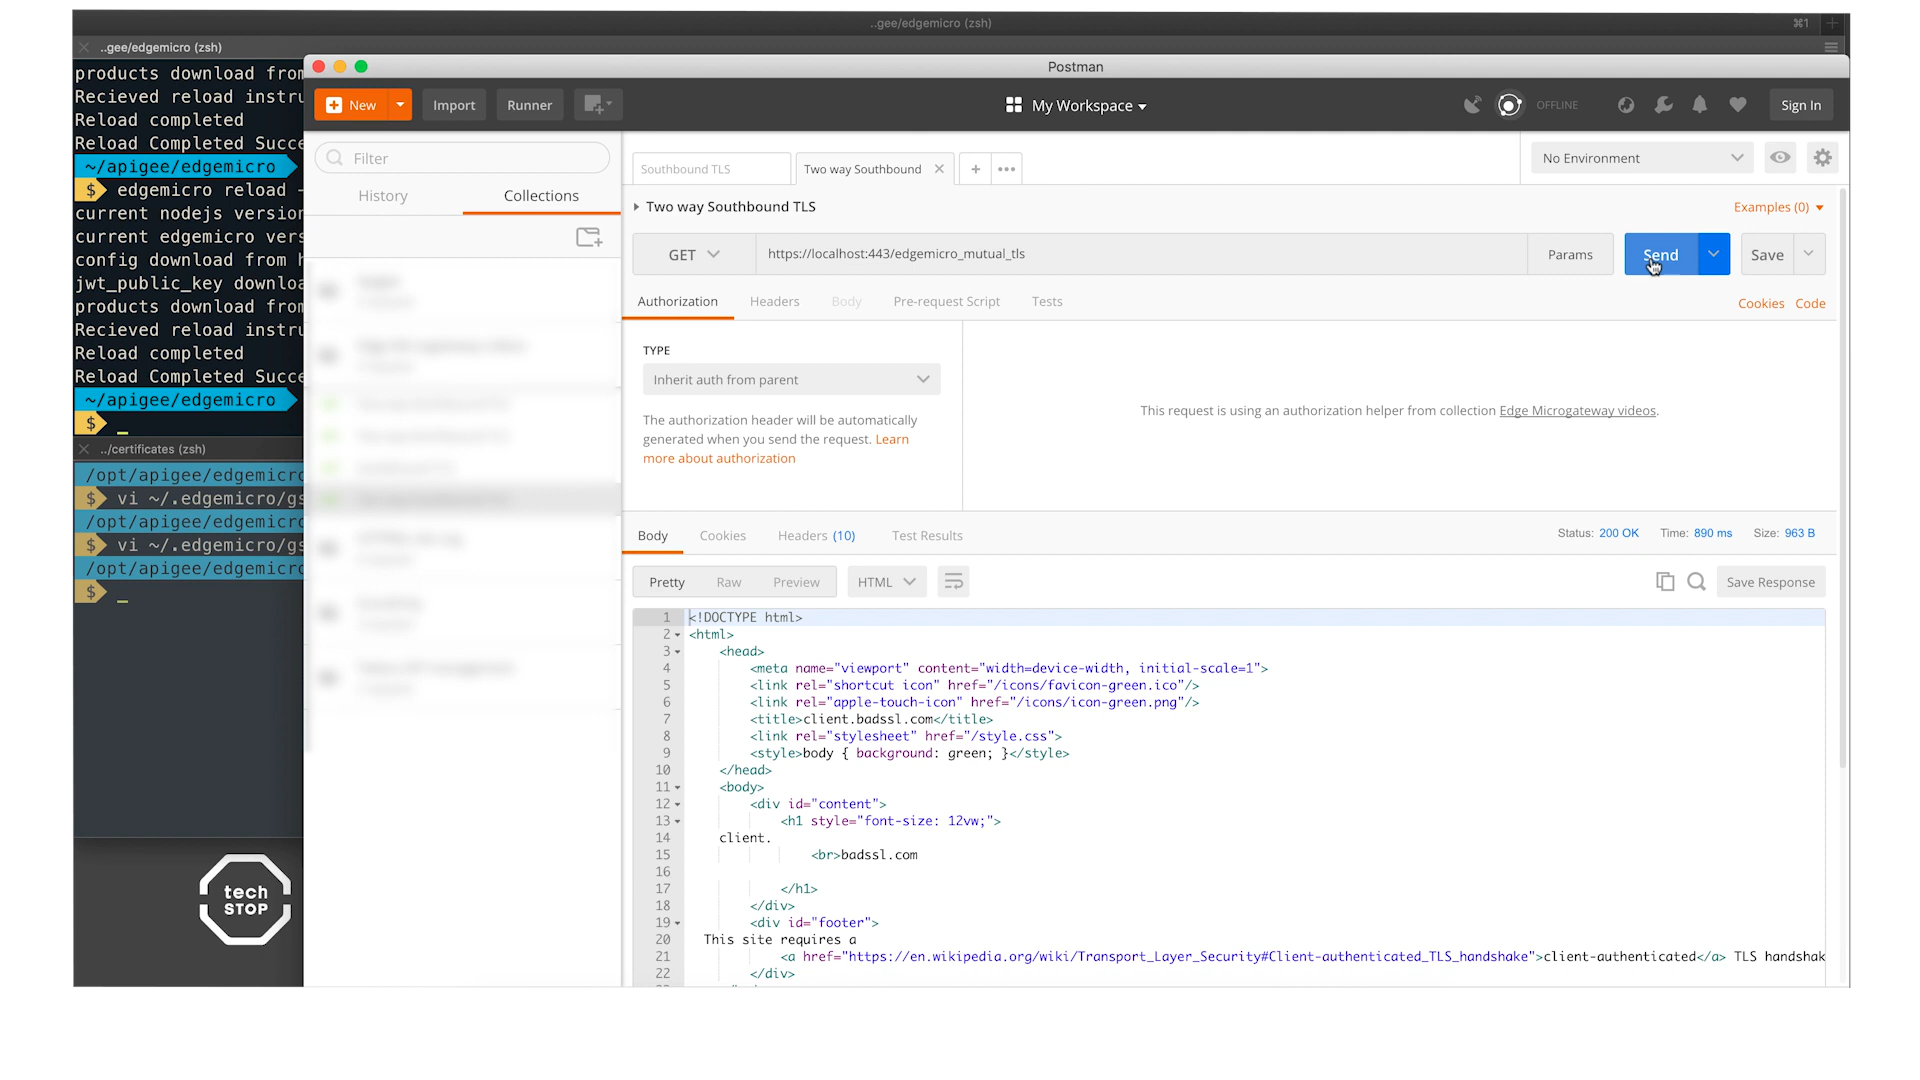 ..gee/edgemicro (zsh)
⌘1
..gee/edgemicro (zsh)
products download from
Recieved reload instru
Reload completed
Reload Completed Succe
~/apigee/edgemicro
$ edgemicro reload -
current nodejs version
current edgemicro vers
config download from h
jwt_public_key downloa
products download from
Recieved reload instru
Reload completed
Reload Completed Succe
~/apigee/edgemicro
$ _
../certificates (zsh)
/opt/apigee/edgemicro
$ vi ~/.edgemicro/gs
/opt/apigee/edgemicro
$ vi ~/.edgemicro/gs
/opt/apigee/edgemicro
$ _
tech
STOP
Postman
New
Import
Runner
My Workspace
OFFLINE
Sign In
Filter
History
Collections
Southbound TLS
Two way Southbound
No Environment
Two way Southbound TLS
Examples (0)
GET
https://localhost:443/edgemicro_mutual_tls
Params
Send
Save
Authorization
Headers
Body
Pre-request Script
Tests
Cookies
Code
TYPE
Inherit auth from parent
The authorization header will be automatically
generated when you send the request. Learn
more about authorization
This request is using an authorization helper from collection Edge Microgateway videos.
Body
Cookies
Headers (10)
Test Results
Status: 200 OK
Time: 890 ms
Size: 963 B
Pretty
Raw
Preview
HTML
Save Response
1 <!DOCTYPE html>
2 <html>
3 <head>
4 <meta name="viewport" content="width=device-width, initial-scale=1">
5 <link rel="shortcut icon" href="/icons/favicon-green.ico"/>
6 <link rel="apple-touch-icon" href="/icons/icon-green.png"/>
7 <title>client.badssl.com</title>
8 <link rel="stylesheet" href="/style.css">
9 <style>body { background: green; }</style>
10 </head>
11 <body>
12 <div id="content">
13 <h1 style="font-size: 12vw;">
14 client.
15 <br>badssl.com
16
17 </h1>
18 </div>
19 <div id="footer">
20 This site requires a
21 <a href="https://en.wikipedia.org/wiki/Transport_Layer_Security#Client-authenticated_TLS_handshake">client-authenticated</a> TLS handshak
22 </div>